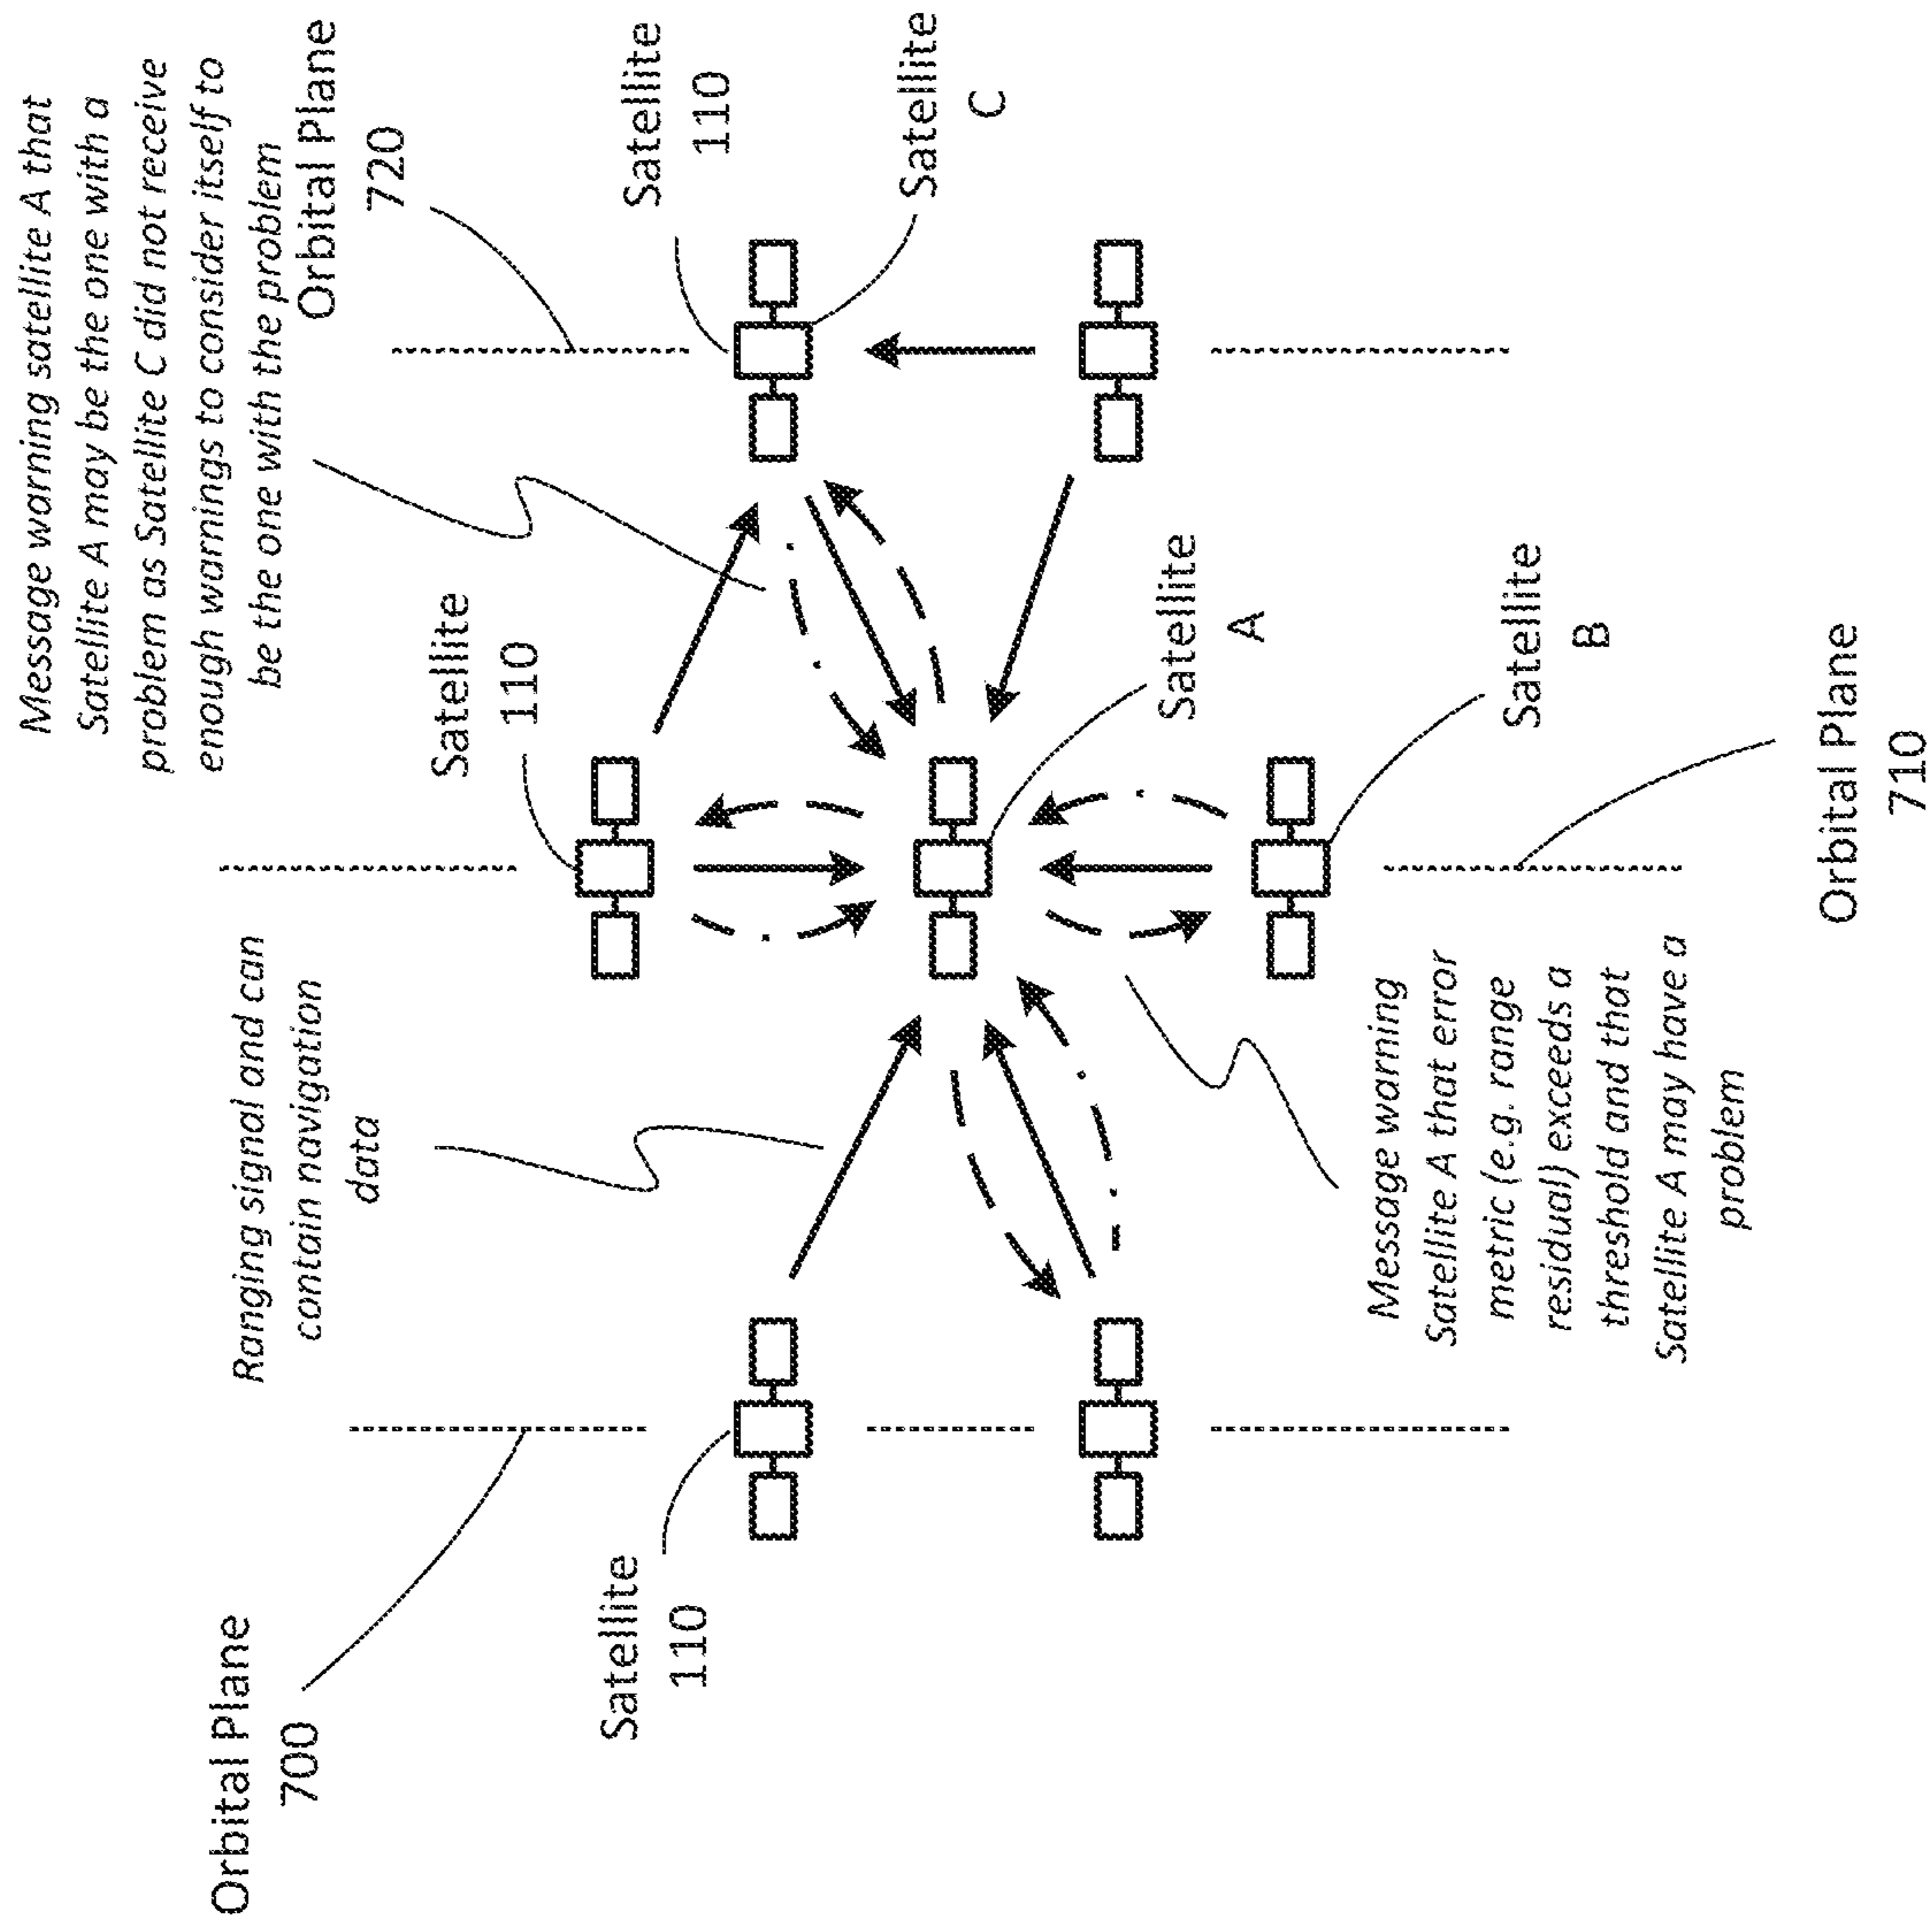 Orbital Plane
700
Satellite
110
Ranging signal and can
contain navigation
data
Satellite
110
Message warning satellite A that
Satellite A may be the one with a
problem as Satellite C did not receive
enough warnings to consider itself to
be the one with the problem
Orbital Plane
720
Satellite
110
Satellite
C
Satellite
A
Satellite
B
Message warning
Satellite A that error
metric (e.g. range
residual) exceeds a
threshold and that
Satellite A may have a
problem
Orbital Plane
710